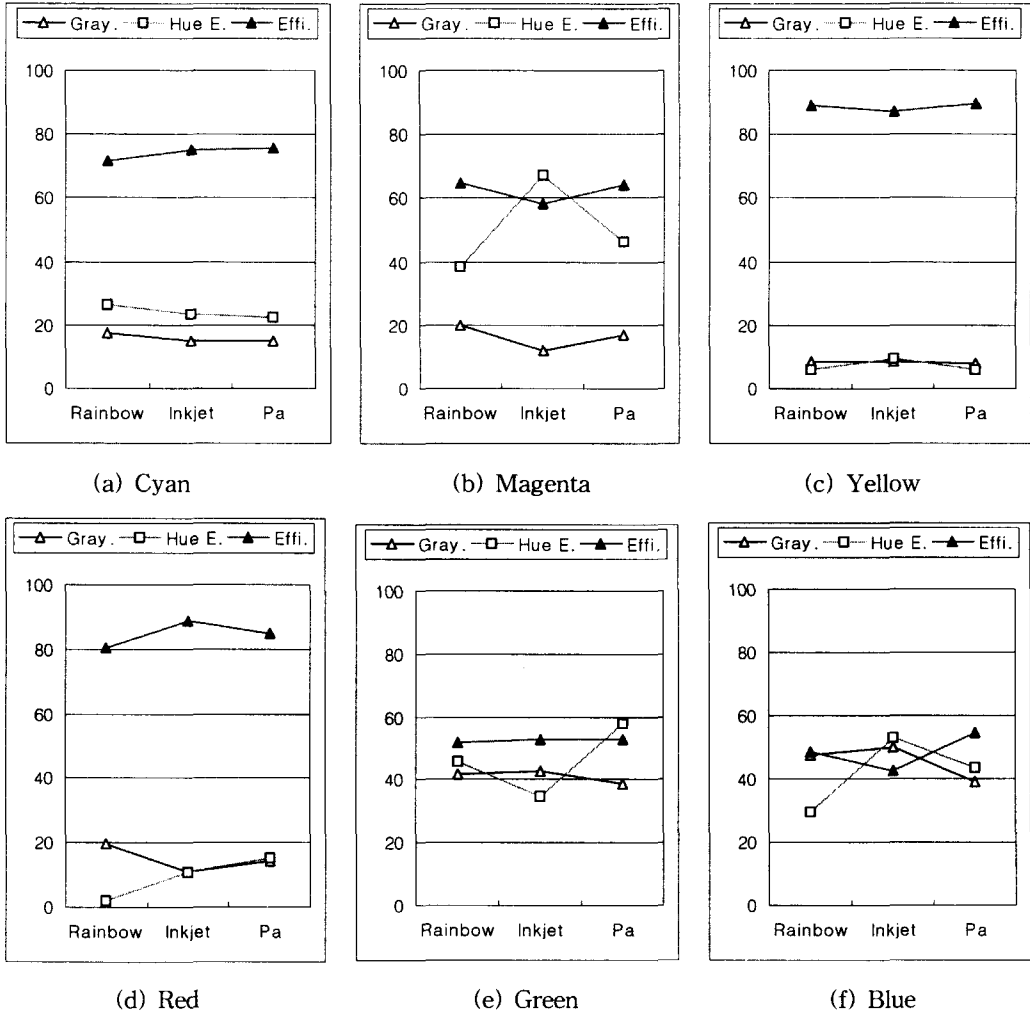 Gray. Hue E. Effi.
100
80
60
40
20
0
Rainbow Inkjet Pa
(a) Cyan
Gray. Hue E. Effi.
100
80
60
40
20
0
Rainbow Inkjet Pa
(b) Magenta
Gray. Hue E. Effi.
100
80
60
40
20
0
Rainbow Inkjet Pa
(c) Yellow
Gray. Hue E. Effi.
100
80
60
40
20
0
Rainbow Inkjet Pa
(d) Red
Gray. Hue E. Effi.
100
80
60
40
20
0
Rainbow Inkjet Pa
(e) Green
Gray. Hue E. Effi.
100
80
60
40
20
0
Rainbow Inkjet Pa
(f) Blue